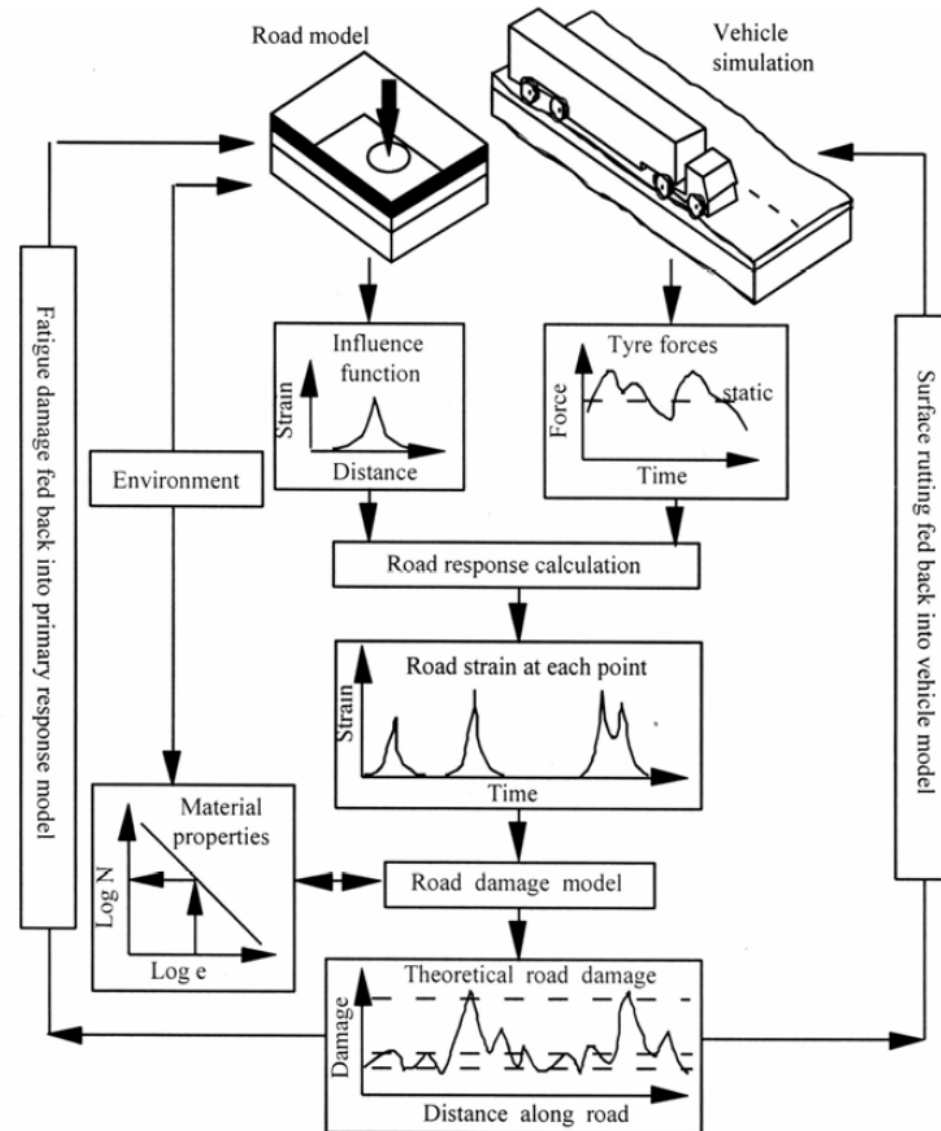 Road model
Vehicle
simulation
Influence
function
Strain
Distance
Tyre forces
static
Force
Time
Fatigue damage fed back into primary response model
Environment
Surface rutting fed back into vehicle model
Road response calculation
Road strain at each point
Strain
Time
Material
properties
Log N
Log e
Road damage model
Theoretical road damage
Damage
Distance along road